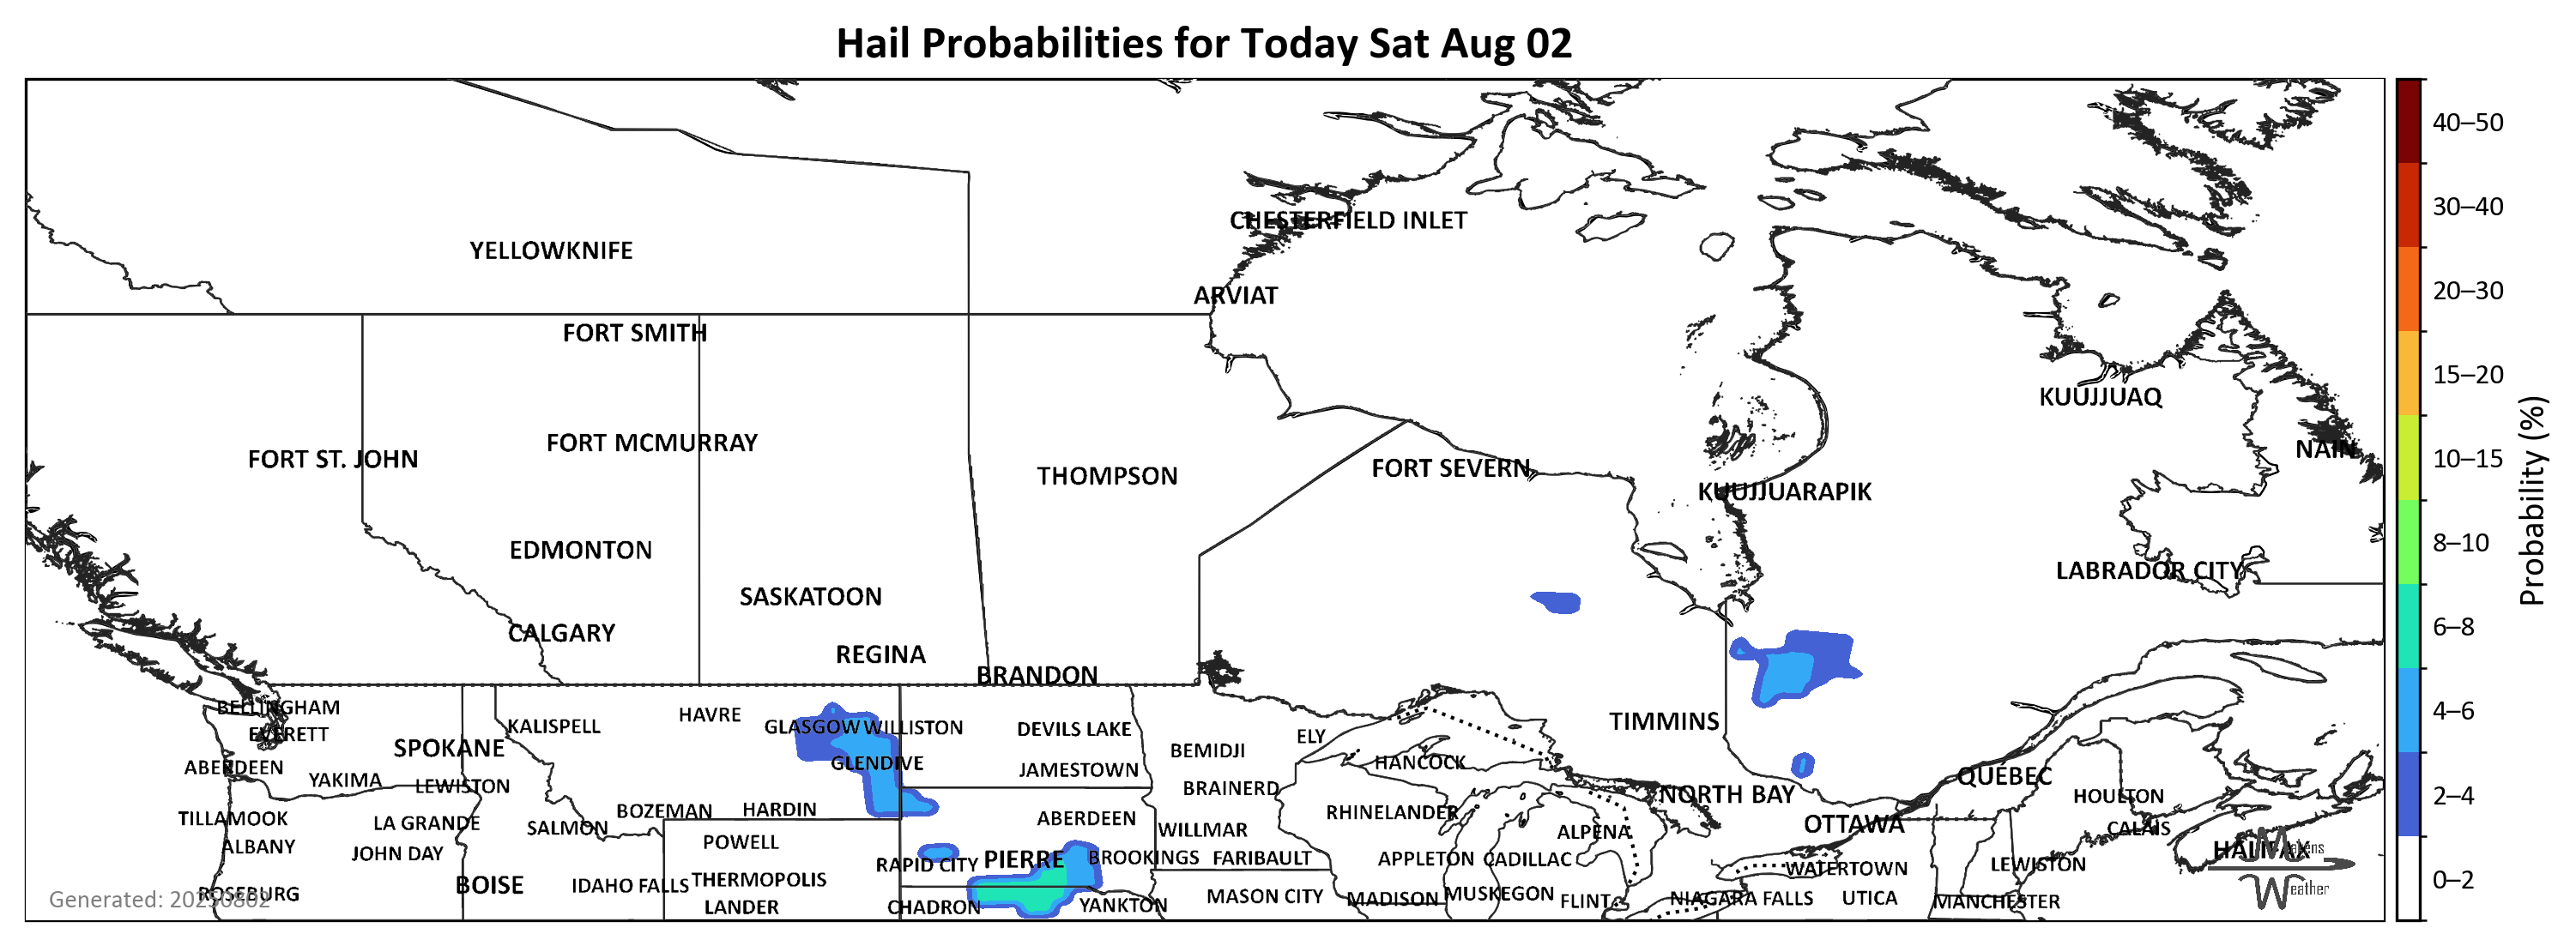 Hail Probabilities for Today Sat Aug 02
CHESTERFIELD INLET
YELLOWKNIFE
ARVIAT
FORT SMITH
KUUJJUAQ
FORT MCMURRAY
NAIN
FORT ST. JOHN
FORT SEVERN
THOMPSON
KUUJJUARAPIK
EDMONTON
LABRADOR CITY
SASKATOON
CALGARY
REGINA
BRANDON
BELLINGHAM
HAVRE
TIMMINS
KALISPELL
GLASGOW WILLISTON
DEVILS LAKE
EVERETT
ELY
SPOKANE
BEMIDJI
GLENDIVE
HANCOCK
ABERDEEN
JAMESTOWN
QUÉBEC
YAKIMA
LEWISTON
BRAINERD
NORTH BAY
HOULTON
BOZEMAN
HARDIN
RHINELANDER
TILLAMOOK
LA GRANDE
ABERDEEN
OTTAWA
SALMON
WILLMAR
ALPENA
CALAIS
POWELL
ALBANY
JOHN DAY
RAPID CITY
PIERRE
BROOKINGS
FARIBAULT
APPLETON
CADILLAC
WATERTOWN
LEWISTON
HALIFAX
BOISE
IDAHO FALLS
THERMOPOLIS
ROSEBURG
MASON CITY
MADISON
MUSKEGON
FLINT
NIAGARA FALLS
UTICA
MANCHESTER
LANDER
CHADRON
YANKTON
Generated: 20250802
Weather
40–50
30–40
20–30
15–20
10–15
8–10
6–8
4–6
2–4
0–2
Probability (%)